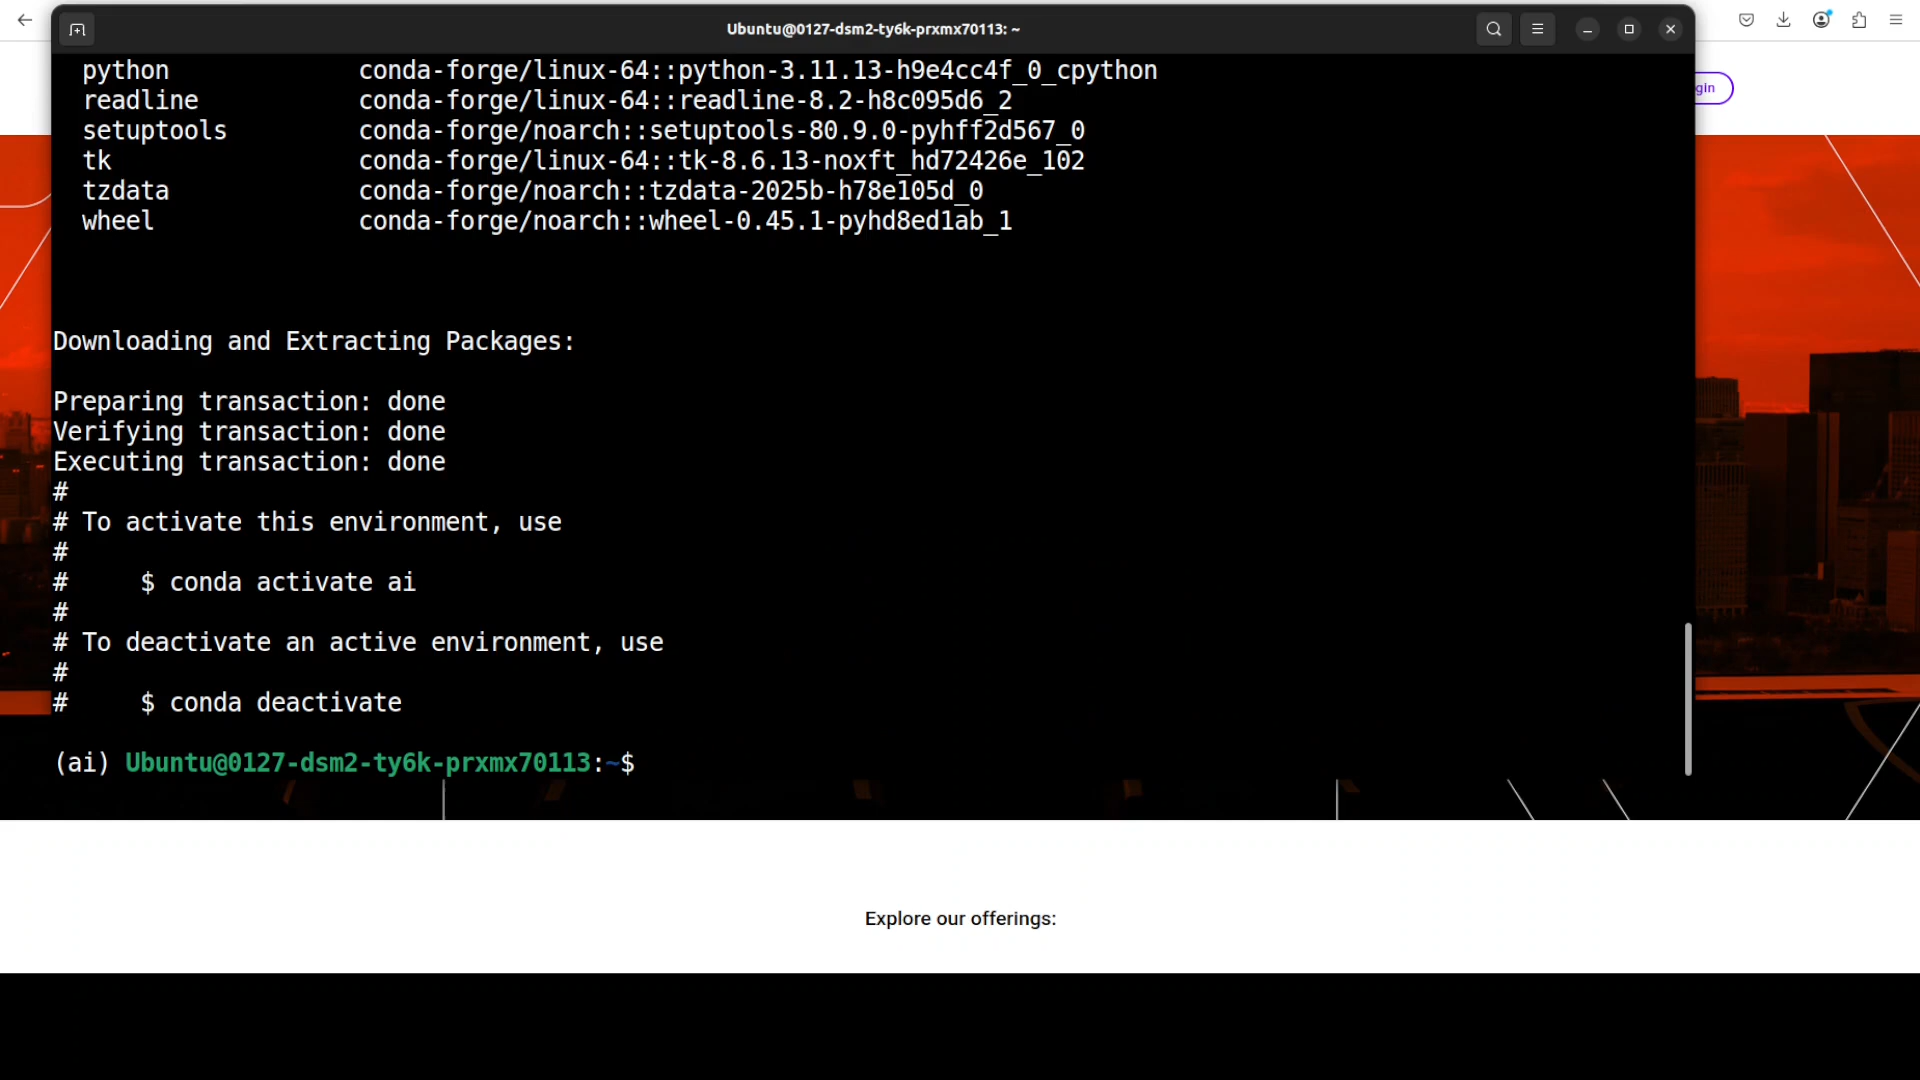 Ubuntu@0127-dsm2-ty6k-prxmx70113: ~
python conda-forge/linux-64::python-3.11.13-h9e4cc4f_0_cpython
readline conda-forge/linux-64::readline-8.2-h8c095d6_2
setuptools conda-forge/noarch::setuptools-80.9.0-pyhff2d567_0
tk conda-forge/linux-64::tk-8.6.13-noxft_hd72426e_102
tzdata conda-forge/noarch::tzdata-2025b-h78e105d_0
wheel conda-forge/noarch::wheel-0.45.1-pyhd8ed1ab_1
gin
Downloading and Extracting Packages:
Preparing transaction: done
Verifying transaction: done
Executing transaction: done
#
# To activate this environment, use
#
# $ conda activate ai
#
# To deactivate an active environment, use
#
# $ conda deactivate
(ai) Ubuntu@0127-dsm2-ty6k-prxmx70113:~$
Explore our offerings: